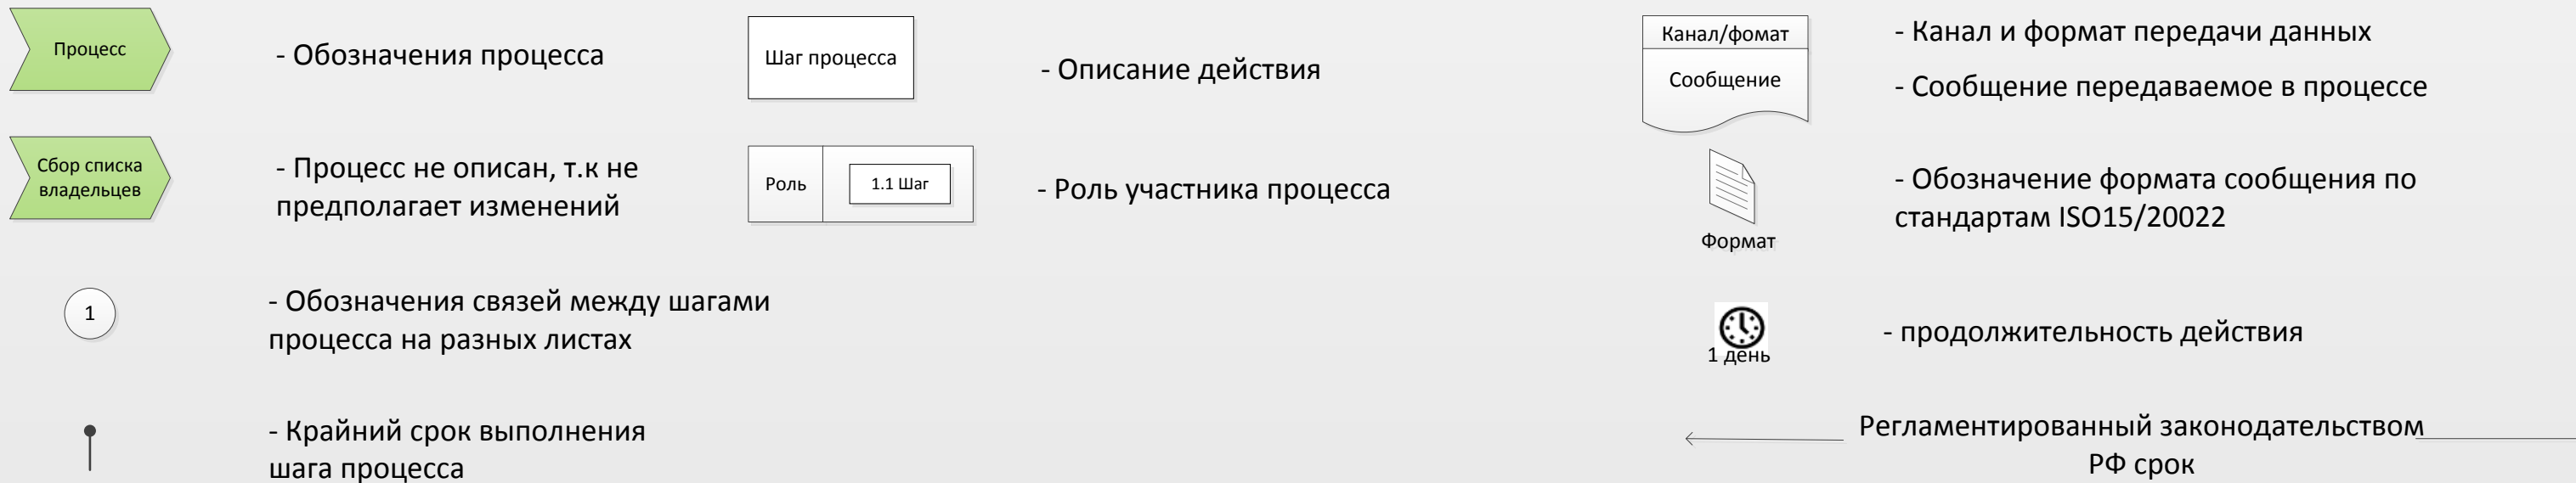 Процесс
- Обозначения процесса
Шаг процесса
- Описание действия
Канал/фомат
Сообщение
- Канал и формат передачи данных
- Сообщение передаваемое в процессе
Сбор списка
владельцев
- Процесс не описан, т.к не
предполагает изменений
Роль
1.1 Шаг
- Роль участника процесса
Формат
- Обозначение формата сообщения по
стандартам ISO15/20022
1
- Обозначения связей между шагами
процесса на разных листах
1 день
- продолжительность действия
- Крайний срок выполнения
шага процесса
Регламентированный законодательством
РФ срок